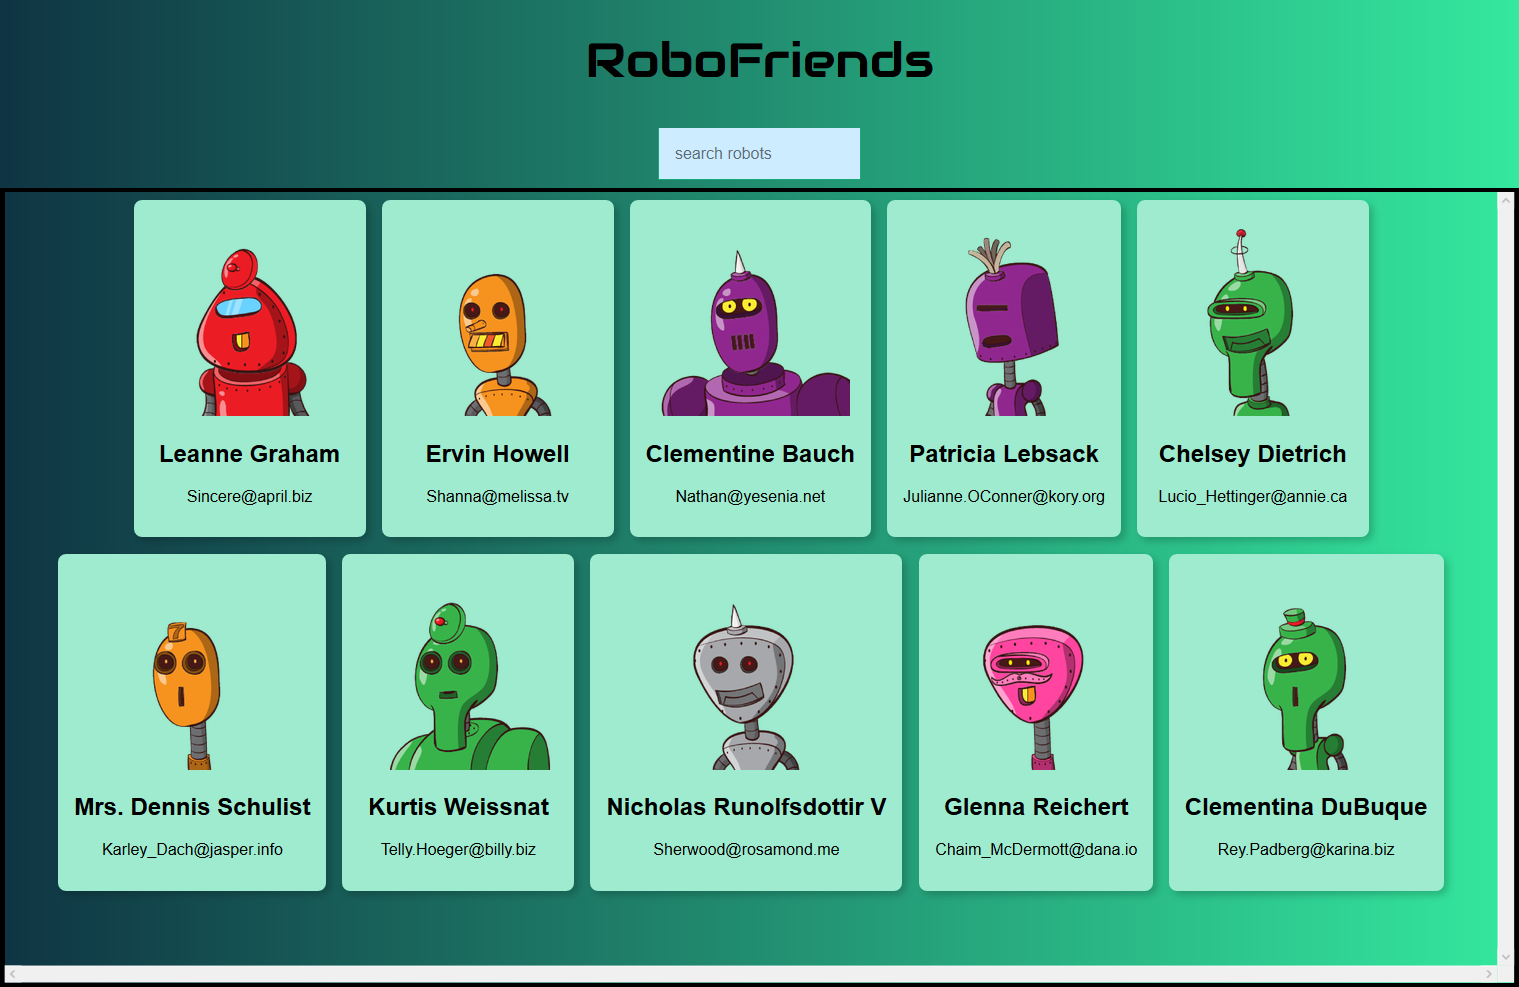 RoboFriends
search robots
Leanne Graham
Sincere@april.biz
Ervin Howell
Shanna@melissa.tv
Clementine Bauch
Nathan@yesenia.net
Patricia Lebsack
Julianne.OConner@kory.org
Chelsey Dietrich
Lucio_Hettinger@annie.ca
7
Mrs. Dennis Schulist
Karley_Dach@jasper.info
Kurtis Weissnat
Telly.Hoeger@billy.biz
Nicholas Runolfsdottir V
Sherwood@rosamond.me
Glenna Reichert
Chaim_McDermott@dana.io
Clementina DuBuque
Rey.Padberg@karina.biz